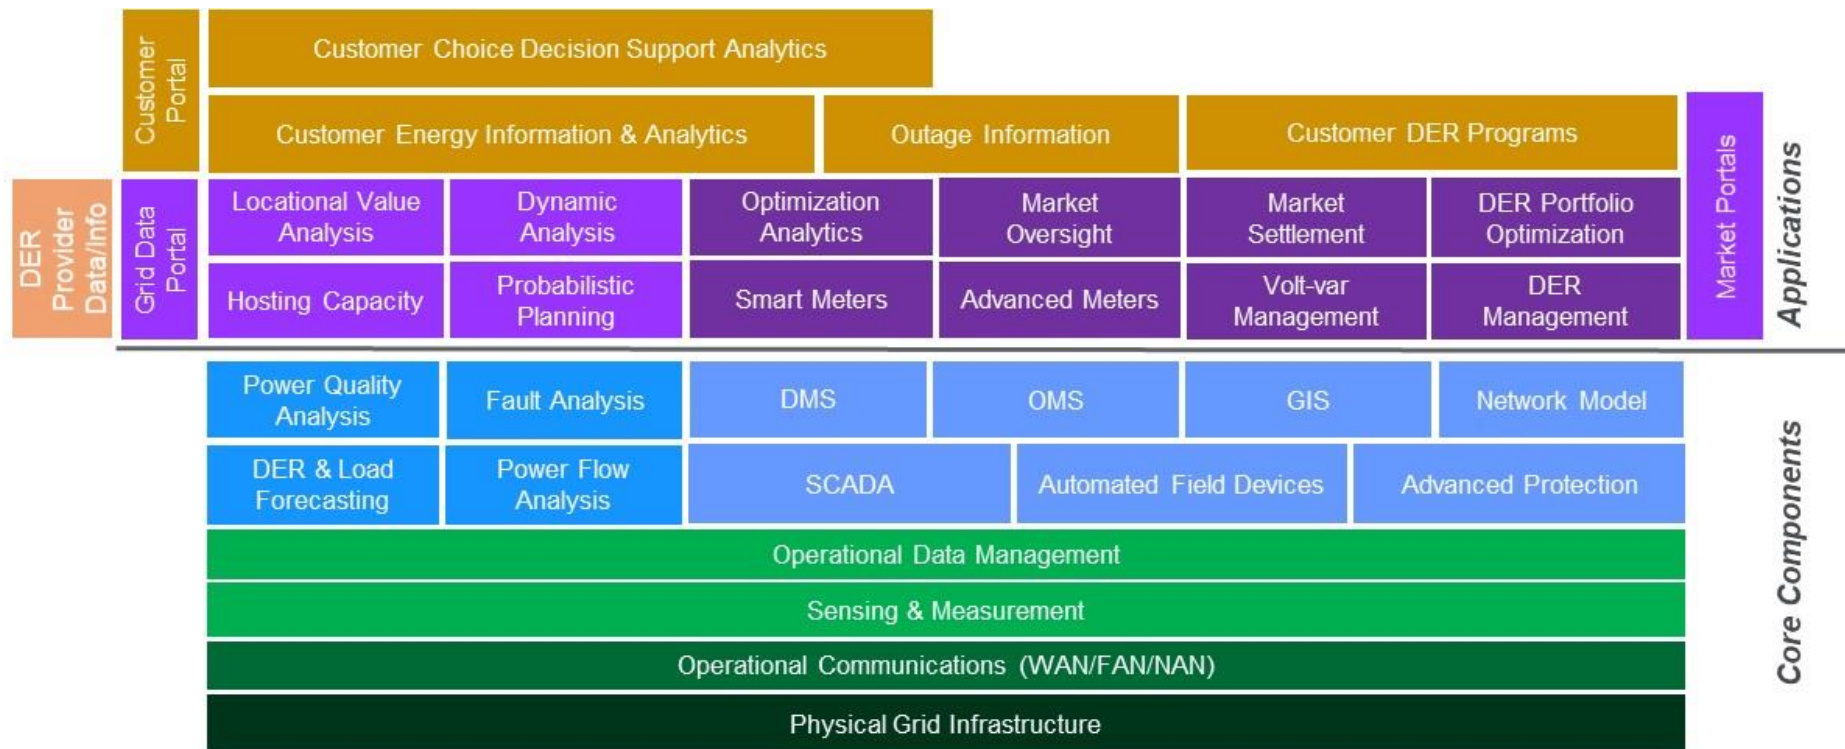 Customer
Portal
Customer Choice Decision Support Analytics
Customer Energy Information & Analytics
Outage Information
Customer DER Programs
DER
Provider
Data/Info
Grid Data
Portal
Locational Value
Analysis
Dynamic
Analysis
Optimization
Analytics
Market
Oversight
Market
Settlement
DER Portfolio
Optimization
Hosting Capacity
Probabilistic
Planning
Smart Meters
Advanced Meters
Volt-var
Management
DER
Management
Market Portals
Applications
Power Quality
Analysis
Fault Analysis
DMS
OMS
GIS
Network Model
DER & Load
Forecasting
Power Flow
Analysis
SCADA
Automated Field Devices
Advanced Protection
Operational Data Management
Sensing & Measurement
Operational Communications (WAN/FAN/NAN)
Physical Grid Infrastructure
Core Components